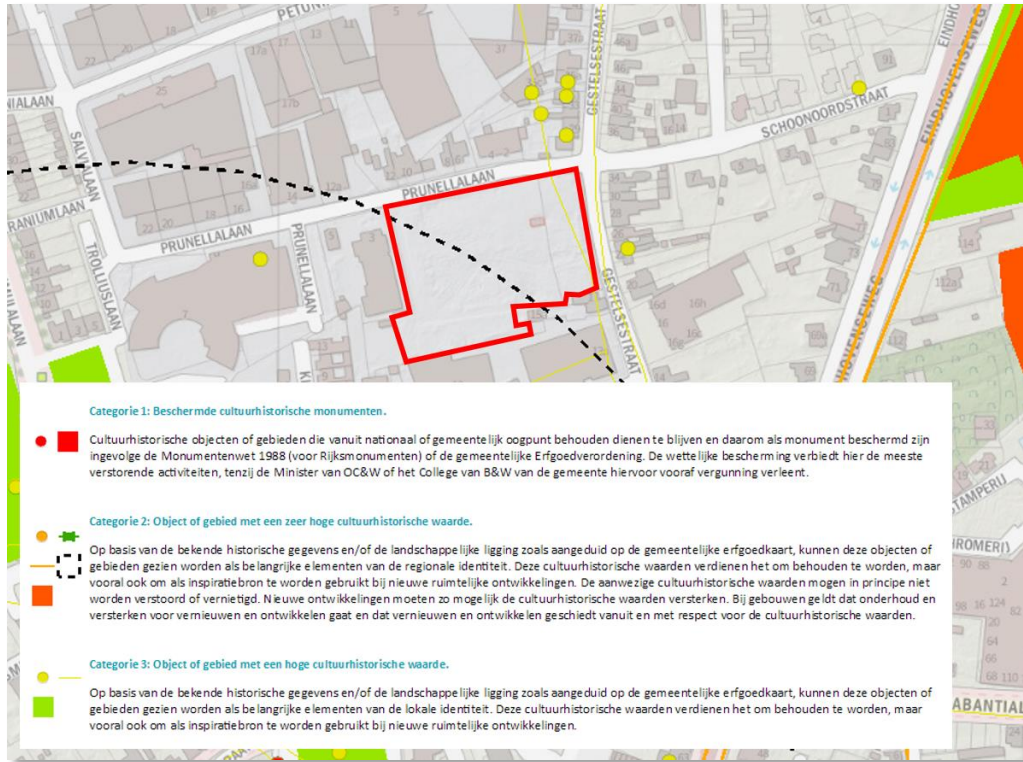 PETUNI
EINDHO
NIALAAN
SALVIALAAN
GESTELSESTRAAT
SCHOONOORDSTRAAT
EINDHOVENSEWEG
PRUNELLALAAN
RANIUMLAAN
PRUNELLALAAN
PRUNELLALAAN
TROLLIUSLAAN
MULALAAN
GESTELSESTRAAT
HOVENSEWEG
Categorie 1: Beschermde cultuurhistorische monumenten.
Cultuurhistorische objecten of gebieden die vanuit nationaal of gemeentelijk oogpunt behouden dienen te blijven en daarom als monument beschermd zijn
ingevolge de Monumentenwet 1988 (voor Rijksmonumenten) of de gemeentelijke Erfgoedverordening. De wettelijke bescherming verbiedt hier de meeste
verstorende activiteiten, tenzij de Minister van OC&W of het College van B&W van de gemeente hiervoor vooraf vergunning verleent.
Categorie 2: Object of gebied met een zeer hoge cultuurhistorische waarde.
Op basis van de bekende historische gegevens en/of de landschappelijke ligging zoals aangeduid op de gemeentelijke erfgoedkaart, kunnen deze objecten of
gebieden gezien worden als belangrijke elementen van de regionale identiteit. Deze cultuurhistorische waarden verdienen het om behouden te worden, maar
vooral ook om als inspiratiebron te worden gebruikt bij nieuwe ruimtelijke ontwikkelingen. De aanwezige cultuurhistorische waarden mogen in principe niet
worden verstoord of vernietigd. Nieuwe ontwikkelingen moeten zo mogelijk de cultuurhistorische waarden versterken. Bij gebouwen geldt dat onderhoud en
versterken voor vernieuwen en ontwikkelen gaat en dat vernieuwen en ontwikkelen geschiedt vanuit en met respect voor de cultuurhistorische waarden.
STAMPERIJ
HROMERIJ
Categorie 3: Object of gebied met een hoge cultuurhistorische waarde.
Op basis van de bekende historische gegevens en/of de landschappelijke ligging zoals aangeduid op de gemeentelijke erfgoedkaart, kunnen deze objecten of
gebieden gezien worden als belangrijke elementen van de lokale identiteit. Deze cultuurhistorische waarden verdienen het om behouden te worden, maar
vooral ook om als inspiratiebron te worden gebruikt bij nieuwe ruimtelijke ontwikkelingen.
ABANTIAL